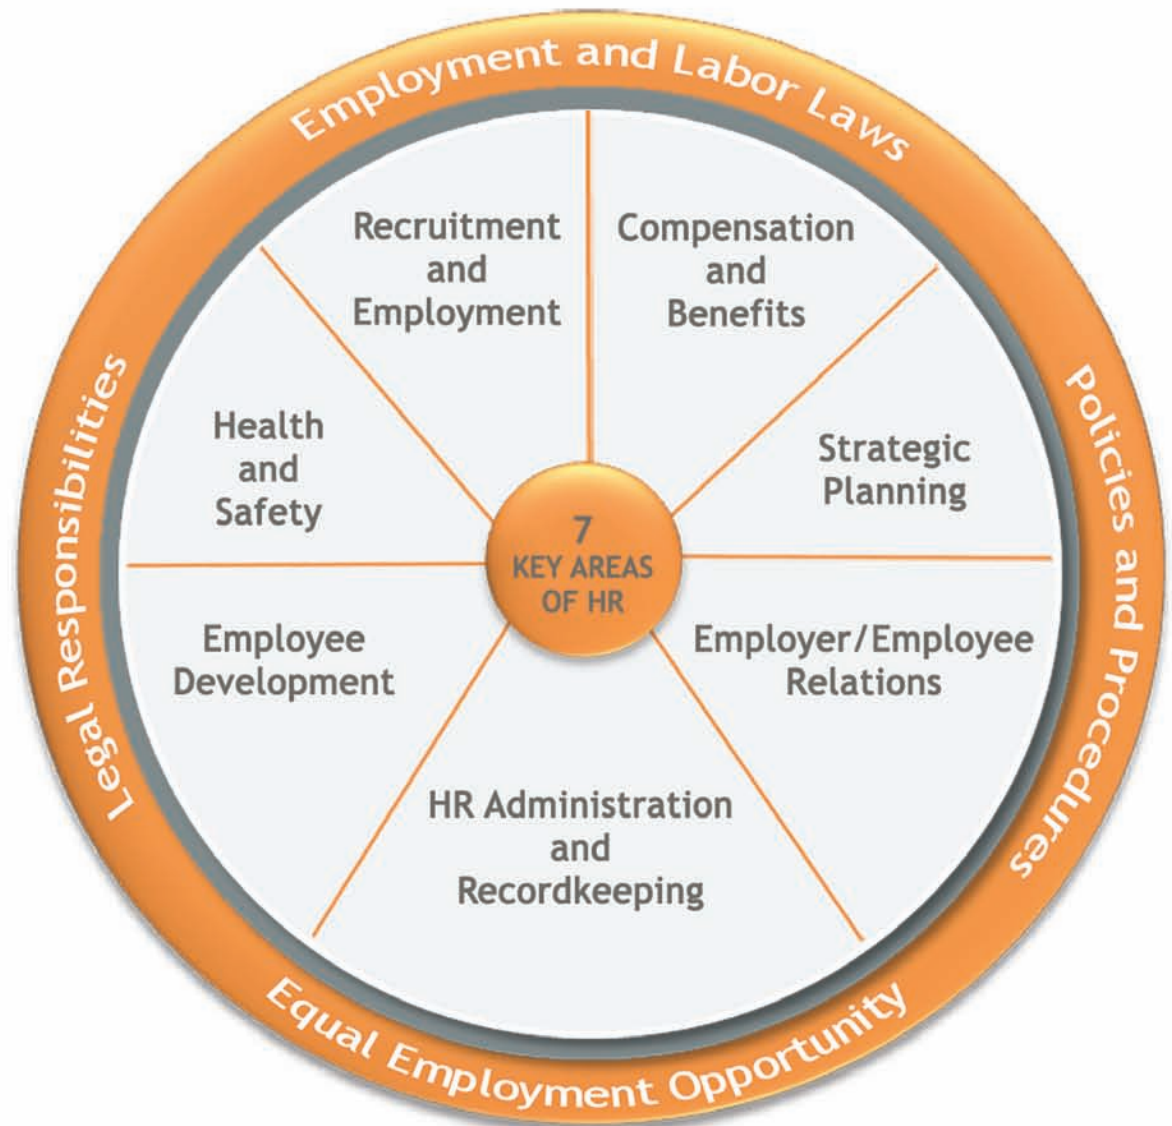 Employment and Labor Laws
Recruitment
and
Employment
Compensation
and
Benefits
Health
and
Safety
Strategic
Planning
7
KEY AREAS
OF HR
Employee
Development
Employer/Employee
Relations
HR Administration
and
Recordkeeping
Legal Responsibilities
Policies and Procedures
Equal Employment Opportunity